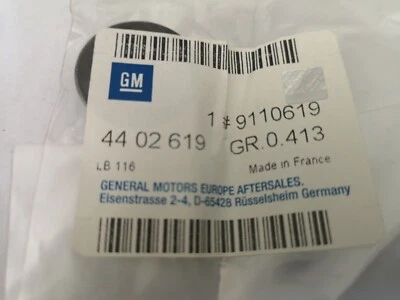 GM
1 # 9110619
44 02 619 GR.0.413
LB 116 Made in France
GENERAL MOTORS EUROPE AFTERSALES.
Eisenstrasse 2-4, D-65428 Rüsselsheim Germany